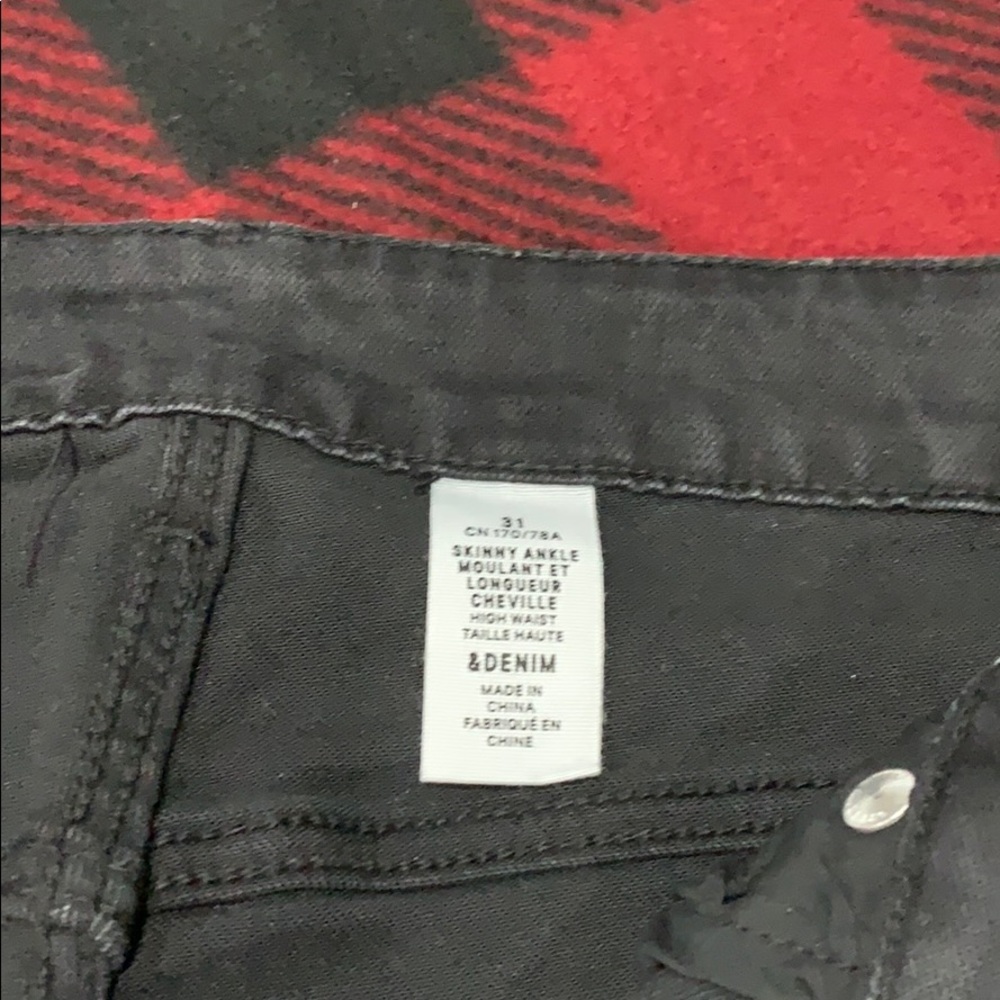 31
CN 170/78A
SKINNY ANKLE
MOULANT ET
LONGUEUR
CHEVILLE
HIGH WAIST
TAILLE HAUTE
&DENIM
MADE IN
CHINA
FABRIQUÉ EN
CHINE